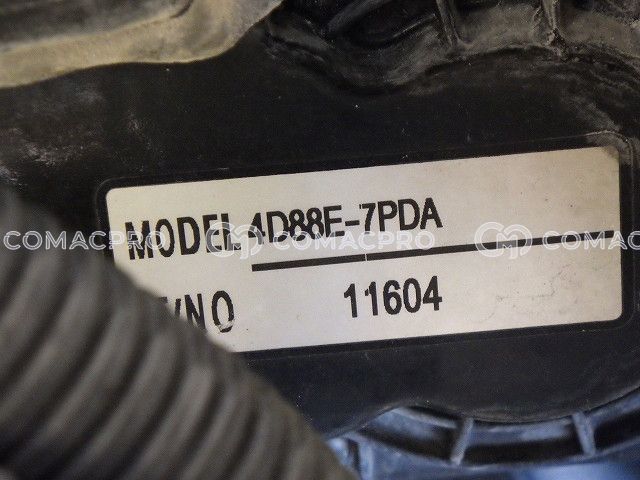 MODEL 4D88E-7PDA
COMACPRO COMACPRO COMACPRO
/NO 11604